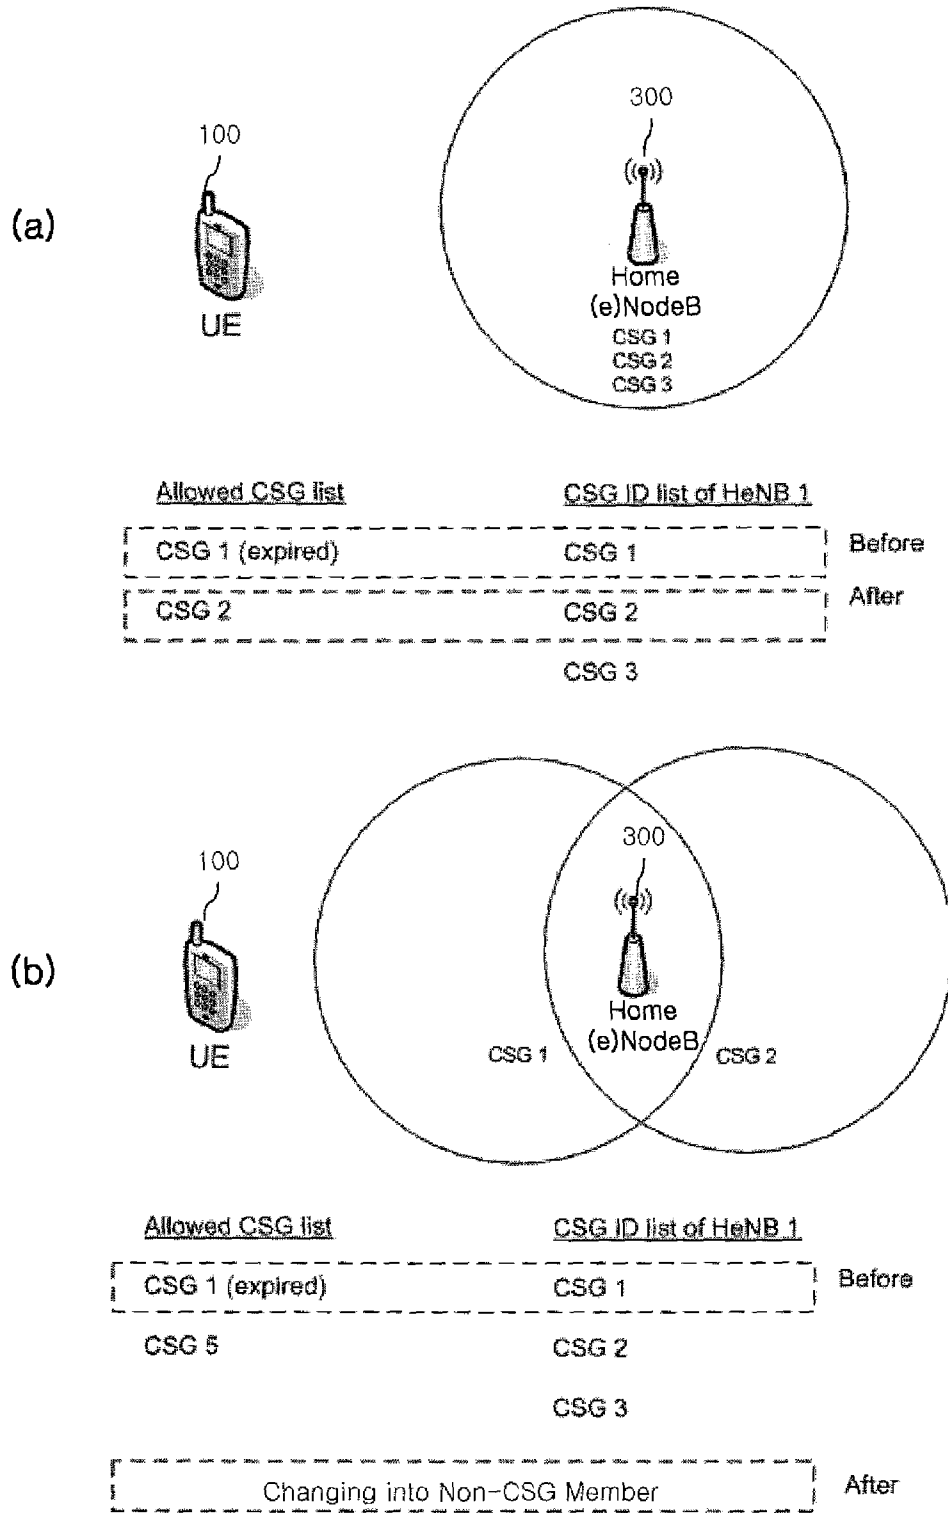 300
100
(a)
Home
(e)NodeB
UE
CSG 1
CSG 2
CSG 3
Allowed CSG list
CSG ID list of HeNB 1
CSG 1 (expired)
CSG 1
Before
CSG 2
CSG 2
After
CSG 3
300
100
(b)
Home
(e)NodeB
UE
CSG 1
CSG 2
Allowed CSG list
CSG ID list of HeNB 1
CSG 1 (expired)
CSG 1
Before
CSG 5
CSG 2
CSG 3
Changing into Non-CSG Member
After